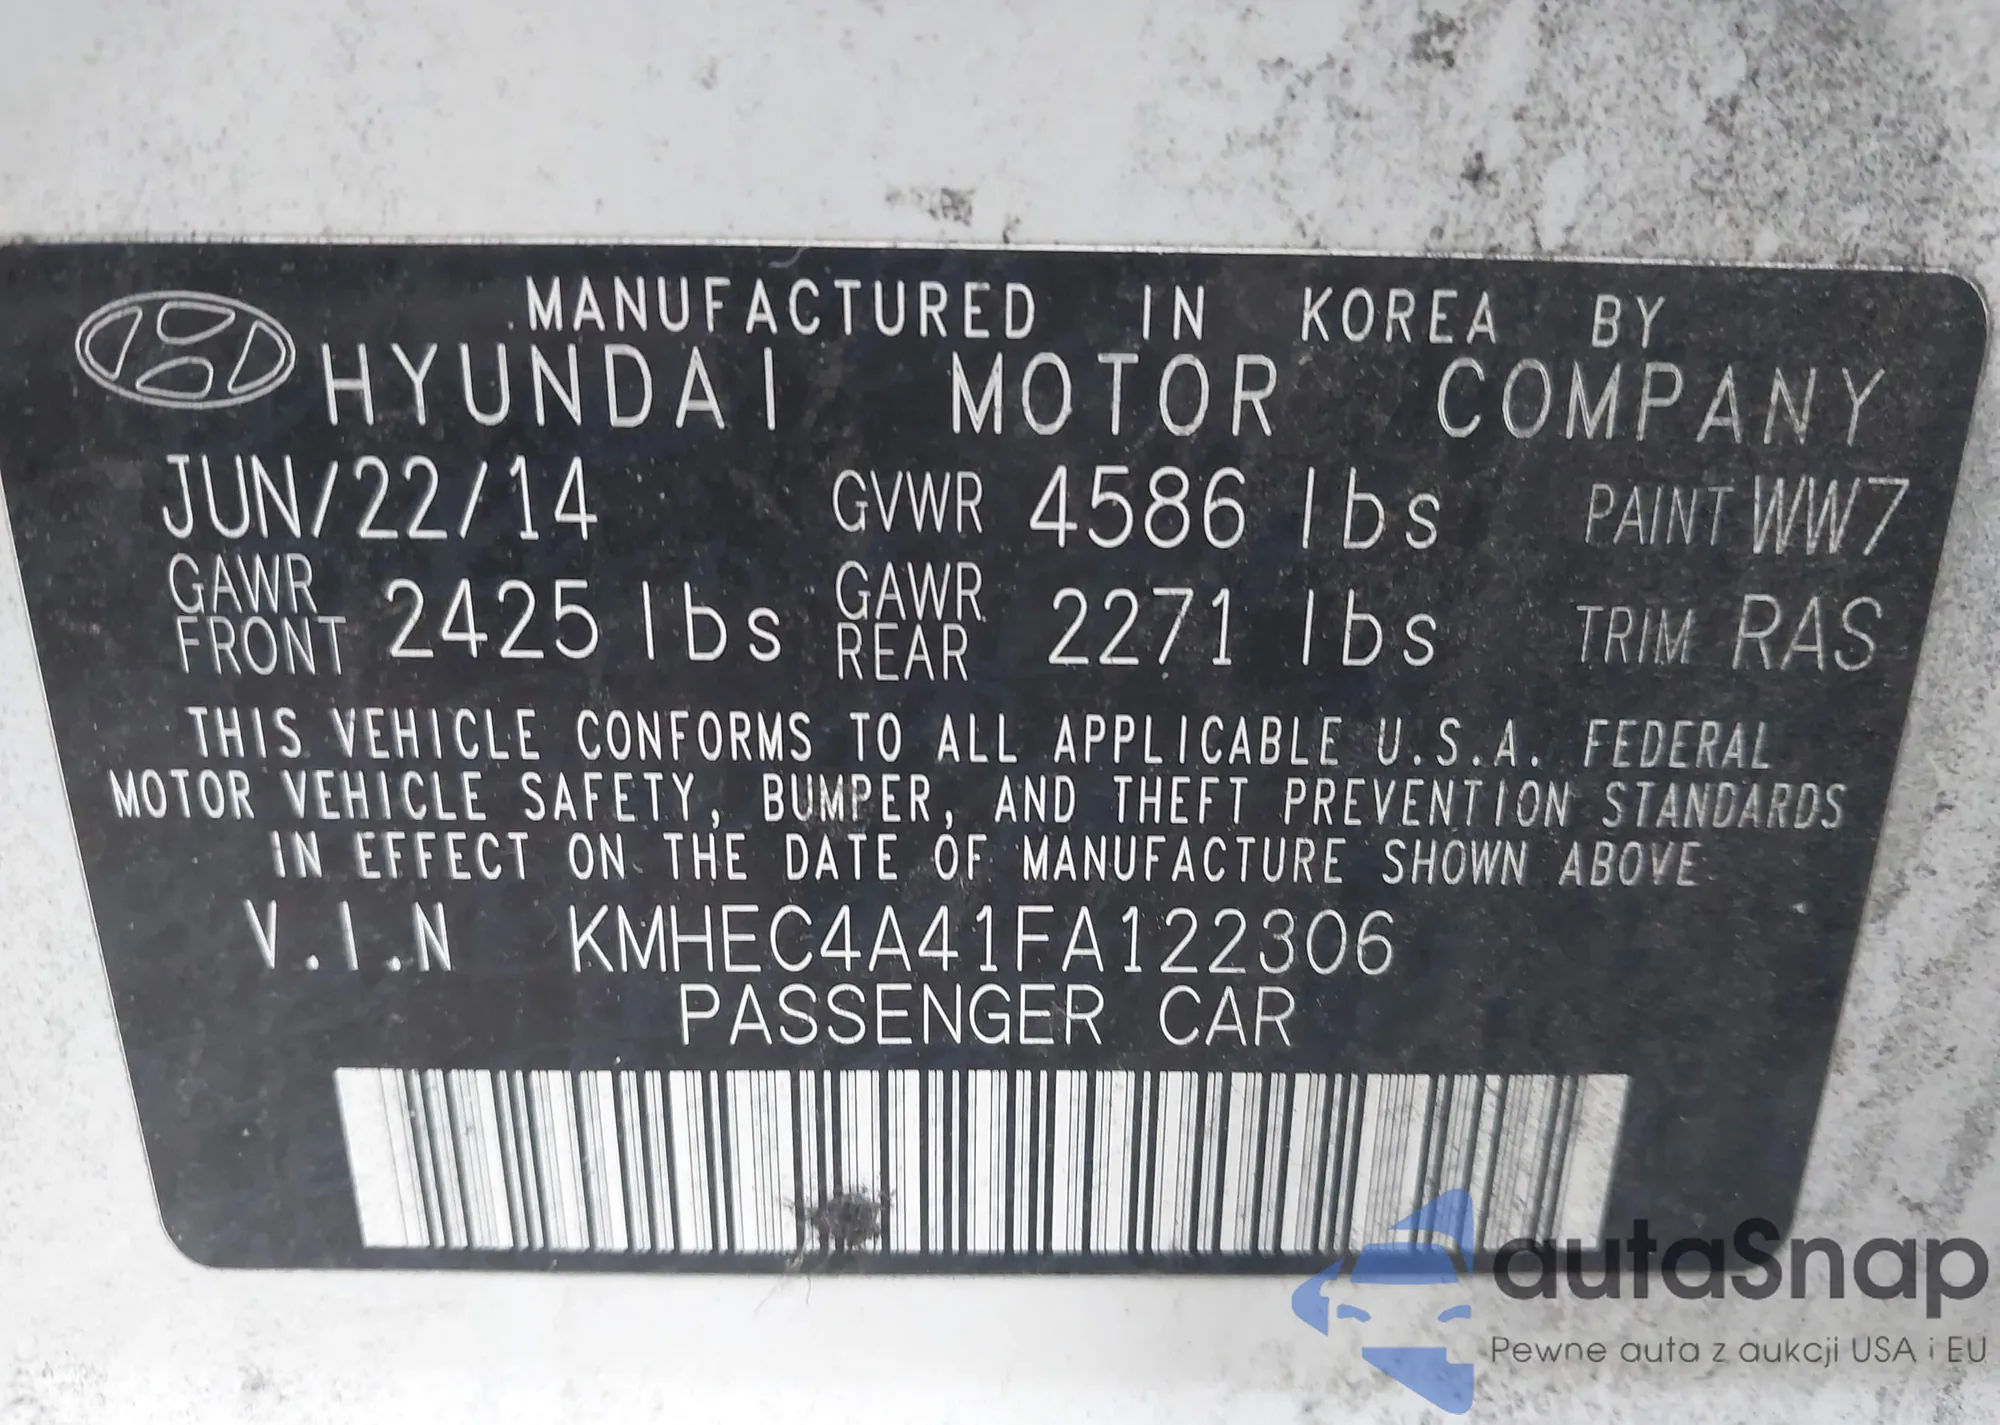 MANUFACTURED IN KOREA BY
HYUNDAI MOTOR COMPANY
JUN/22/14 GVWR 4586 lbs PAINT WW7
GAWR FRONT 2425 lbs GAWR REAR 2271 lbs TRIM RAS
THIS VEHICLE CONFORMS TO ALL APPLICABLE U.S.A. FEDERAL
MOTOR VEHICLE SAFETY, BUMPER, AND THEFT PREVENTION STANDARDS
IN EFFECT ON THE DATE OF MANUFACTURE SHOWN ABOVE
V.I.N KMHEC4A41FA122306
PASSENGER CAR
autaSnap
Pewne auta z aukcji USA i EU